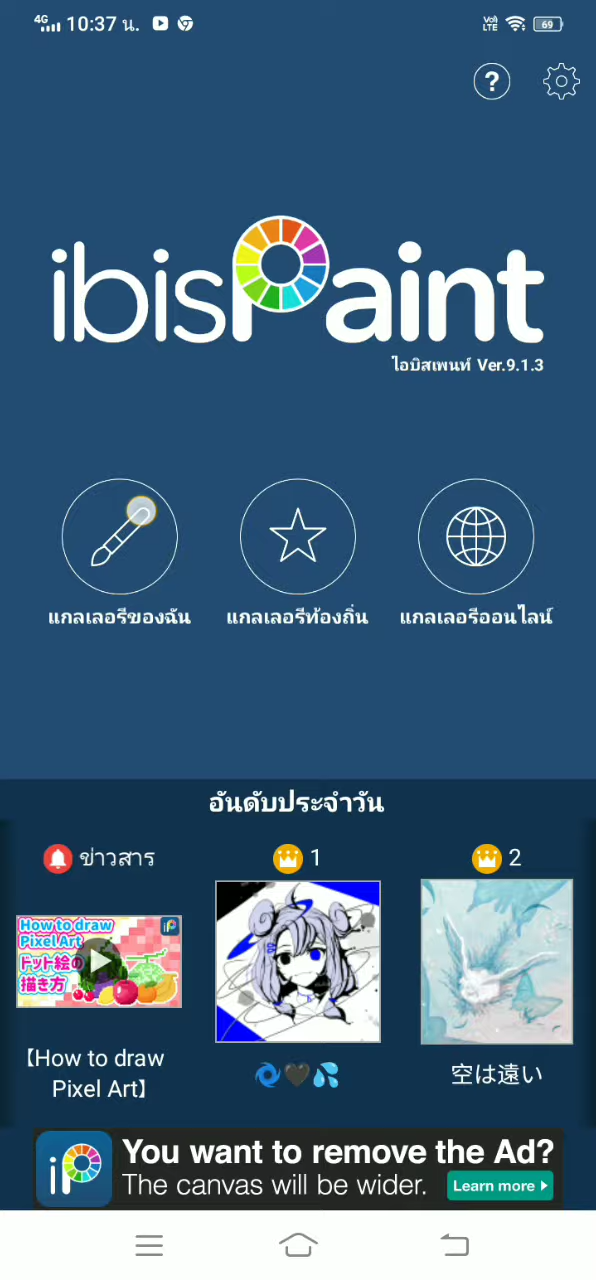 4G 10:37 น. Vo) LTE 69
?
ibisPaint
ไอบิสเพนท์ Ver.9.1.3
แกลเลอรีของฉัน แกลเลอรีท้องถิ่น แกลเลอรีออนไลน์
อันดับประจำวัน
ข่าวสาร 1 2
How to draw
Pixel Art
ドット絵の
描き方
iP
【How to draw
Pixel Art】
空は遠い
iP
You want to remove the Ad?
The canvas will be wider. Learn more